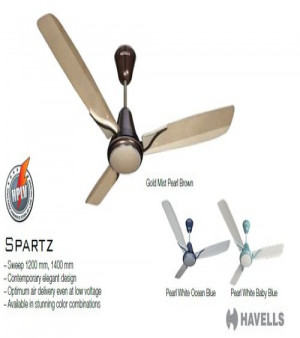 Gold Mist Pearl Brown
HPLV
SPARTZ
– Sweep 1200 mm, 1400 mm
– Contemporary elegant design
– Optimum air delivery even at low voltage
– Available in stunning color combinations
Pearl White Ocean Blue
Pearl White Baby Blue
HAVELLS